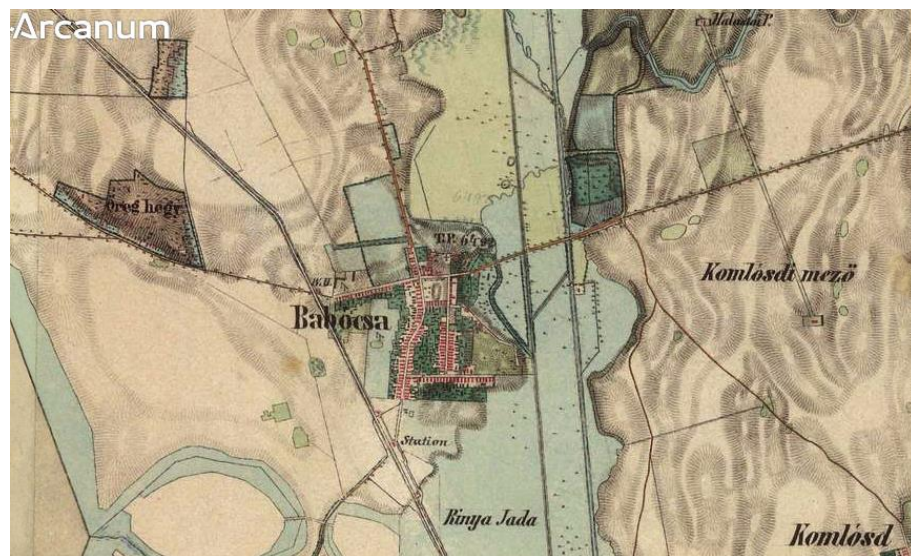 Arcanum
Öreg hegy
Babócsa
Komlósdi mező
Station
Rinya Jada
Komlósd